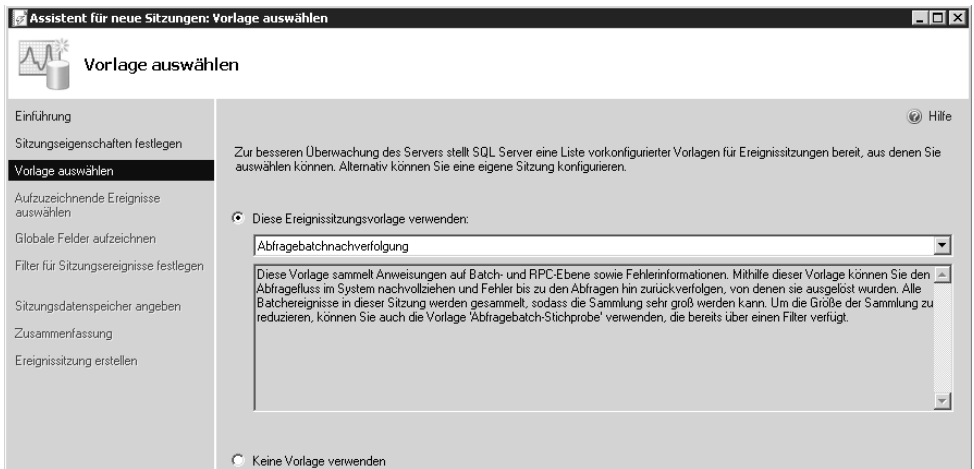 Assistent für neue Sitzungen: Vorlage auswählen
Vorlage auswählen
Einführung
Sitzungseigenschaften festlegen
Vorlage auswählen
Aufzuzeichnende Ereignisse
auswählen
Globale Felder aufzeichnen
Filter für Sitzungsereignisse festlegen
Sitzungsdatenspeicher angeben
Zusammenfassung
Ereignissitzung erstellen
Hilfe
Zur besseren Überwachung des Servers stellt SQL Server eine Liste vorkonfigurierter Vorlagen für Ereignissitzungen bereit, aus denen Sie
auswählen können. Alternativ können Sie eine eigene Sitzung konfigurieren.
Diese Ereignissitzungsvorlage verwenden:
Abfragebatchnachverfolgung
Diese Vorlage sammelt Anweisungen auf Batch- und RPC-Ebene sowie Fehlerinformationen. Mithilfe dieser Vorlage können Sie den
Abfragefluss im System nachvollziehen und Fehler bis zu den Abfragen hin zurückverfolgen, von denen sie ausgelöst wurden. Alle
Batchereignisse in dieser Sitzung werden gesammelt, sodass die Sammlung sehr groß werden kann. Um die Größe der Sammlung zu
reduzieren, können Sie auch die Vorlage 'Abfragebatch-Stichprobe' verwenden, die bereits über einen Filter verfügt.
Keine Vorlage verwenden